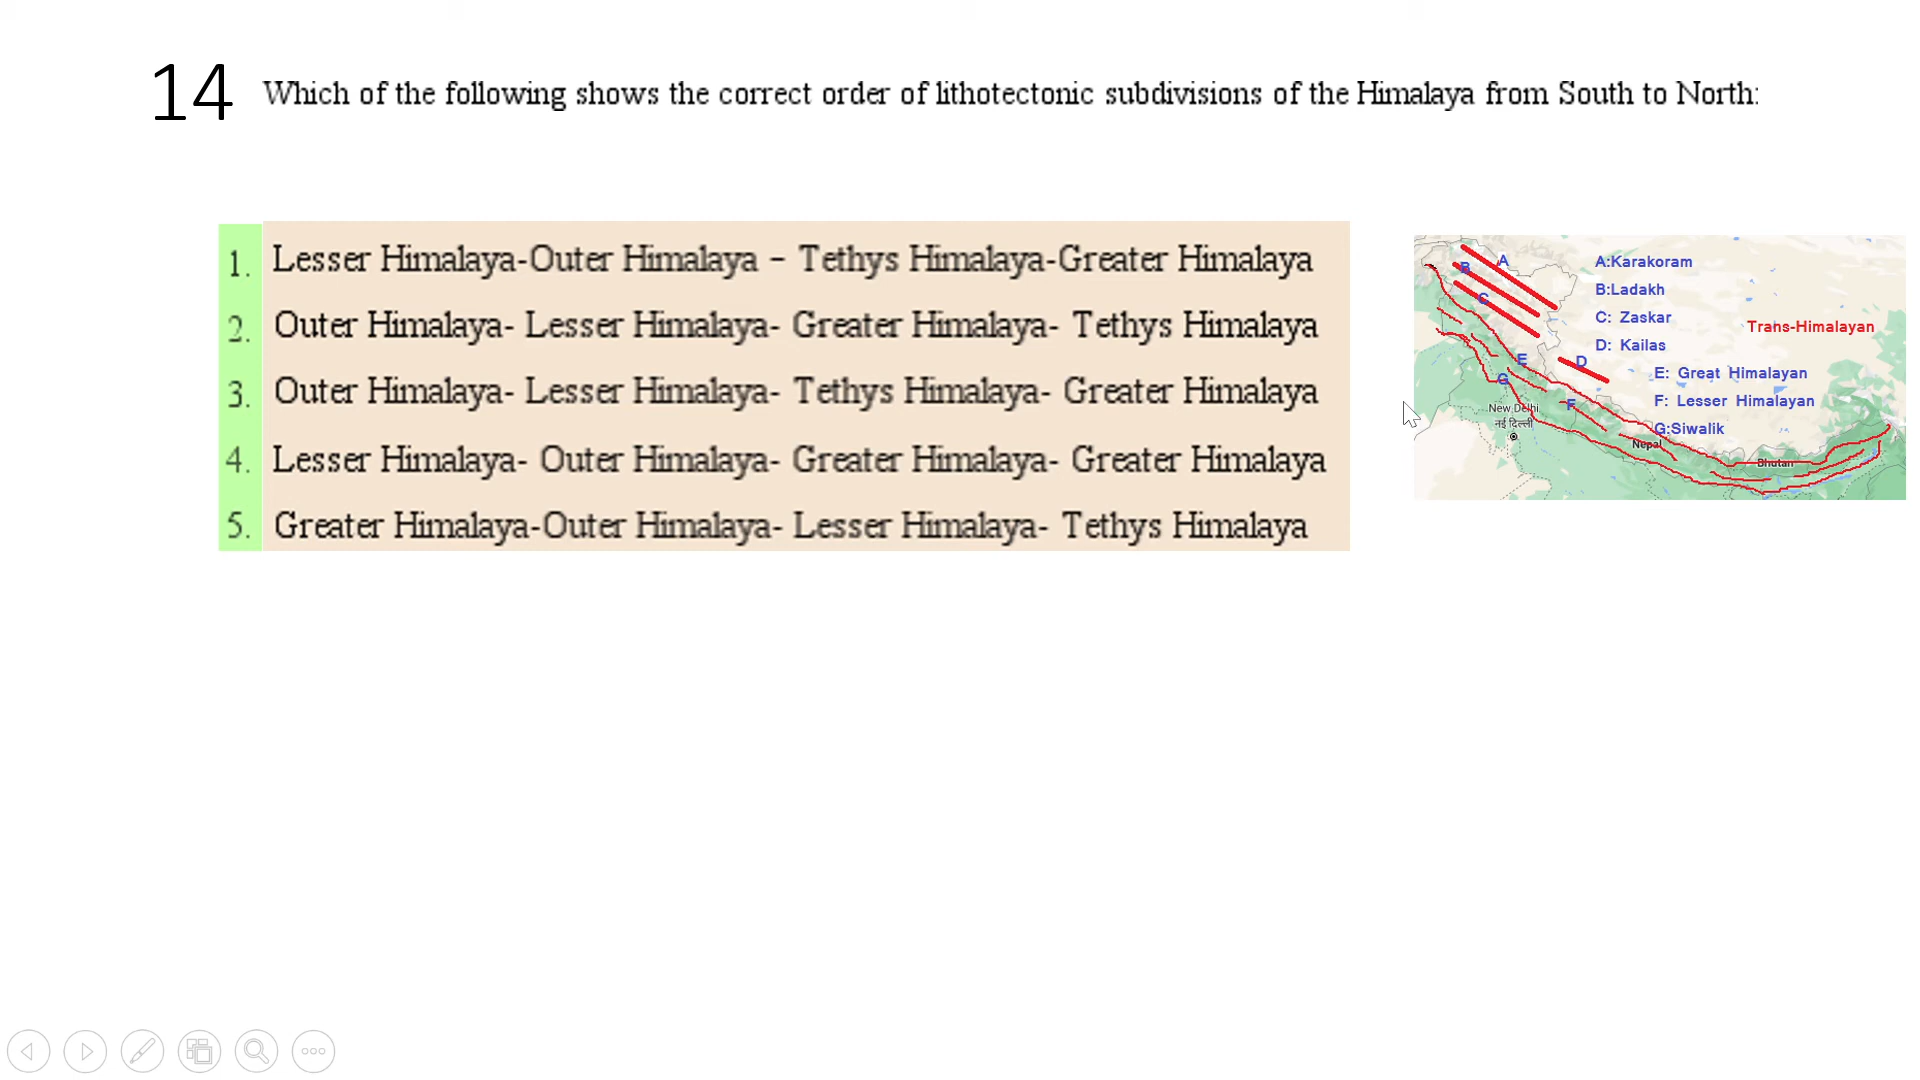 14 Which of the following shows the correct order of lithotectonic subdivisions of the Himalaya from South to North:
1. Lesser Himalaya-Outer Himalaya – Tethys Himalaya-Greater Himalaya
2. Outer Himalaya- Lesser Himalaya- Greater Himalaya- Tethys Himalaya
3. Outer Himalaya- Lesser Himalaya- Tethys Himalaya- Greater Himalaya
4. Lesser Himalaya- Outer Himalaya- Greater Himalaya- Greater Himalaya
5. Greater Himalaya-Outer Himalaya- Lesser Himalaya- Tethys Himalaya
A
B
C
A:Karakoram
B:Ladakh
C: Zaskar
Trans-Himalayan
D: Kailas
E
D
E: Great Himalayan
G
F
F: Lesser Himalayan
New Delhi
नई दिल्ली
G:Siwalik
Nepal
Bhutan